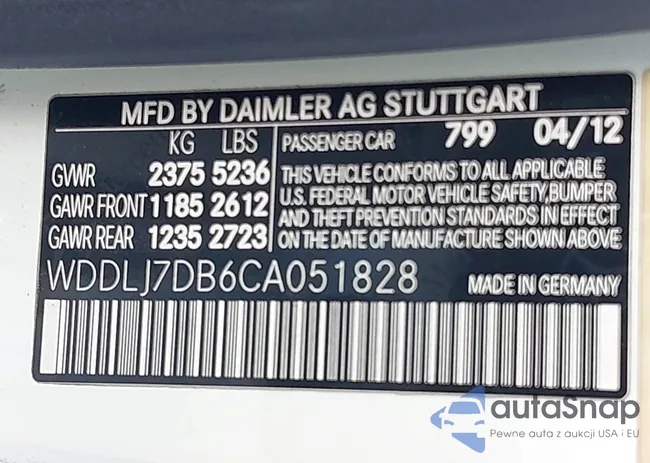 MFD BY DAIMLER AG STUTTGART
KG LBS PASSENGER CAR 799 04/12
GVWR 2375 5236 THIS VEHICLE CONFORMS TO ALL APPLICABLE
GAWR FRONT 1185 2612 U.S. FEDERAL MOTOR VEHICLE SAFETY, BUMPER
AND THEFT PREVENTION STANDARDS IN EFFECT
GAWR REAR 1235 2723 ON THE DATE OF MANUFACTURE SHOWN ABOVE
WDDLJ7DB6CA051828 MADE IN GERMANY
autaSnap
Pewne auta z aukcji USA i EU